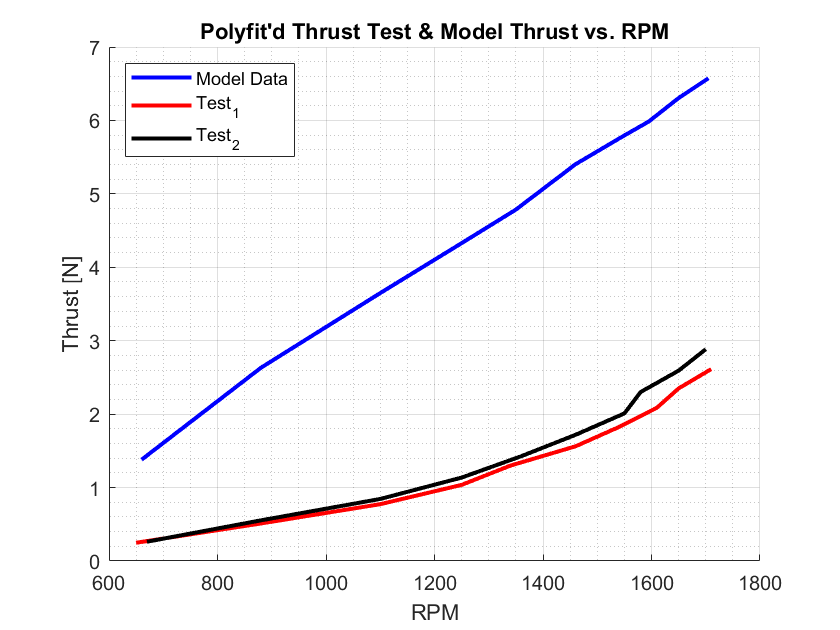 Polyfit'd Thrust Test & Model Thrust vs. RPM
Model Data
Test1
Test2
Thrust [N]
7
6
5
4
3
2
1
0
600 800 1000 1200 1400 1600 1800
RPM